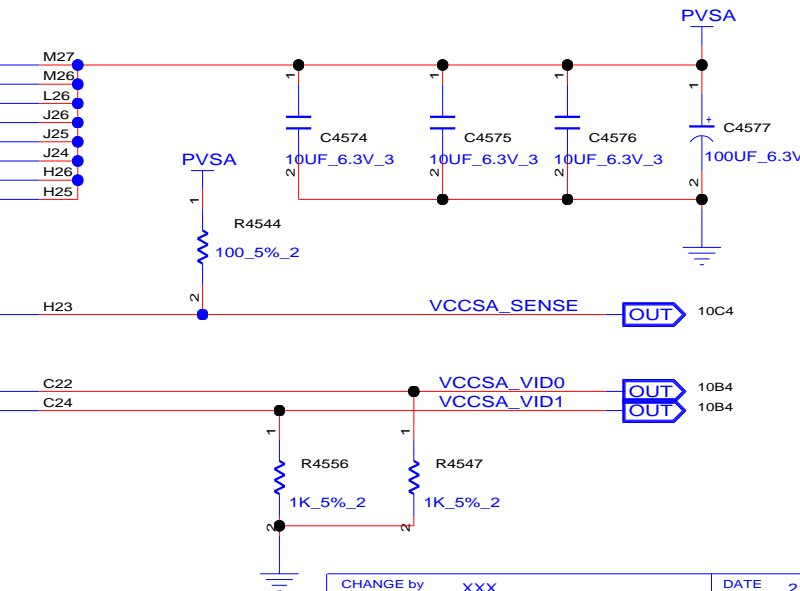 PVSA
M27
M26
L26
J26
J25
J24
H26
H25
1
1
1
1
C4574
10UF_6.3V_3
2
C4575
10UF_6.3V_3
2
C4576
10UF_6.3V_3
2
+
C4577
100UF_6.3V
2
PVSA
1
R4544
100_5%_2
2
H23
VCCSA_SENSE
OUT
10C4
C22
VCCSA_VID0
OUT
10B4
C24
VCCSA_VID1
OUT
10B4
1
1
R4556
1K_5%_2
2
R4547
1K_5%_2
2
CHANGE by
XXX
DATE